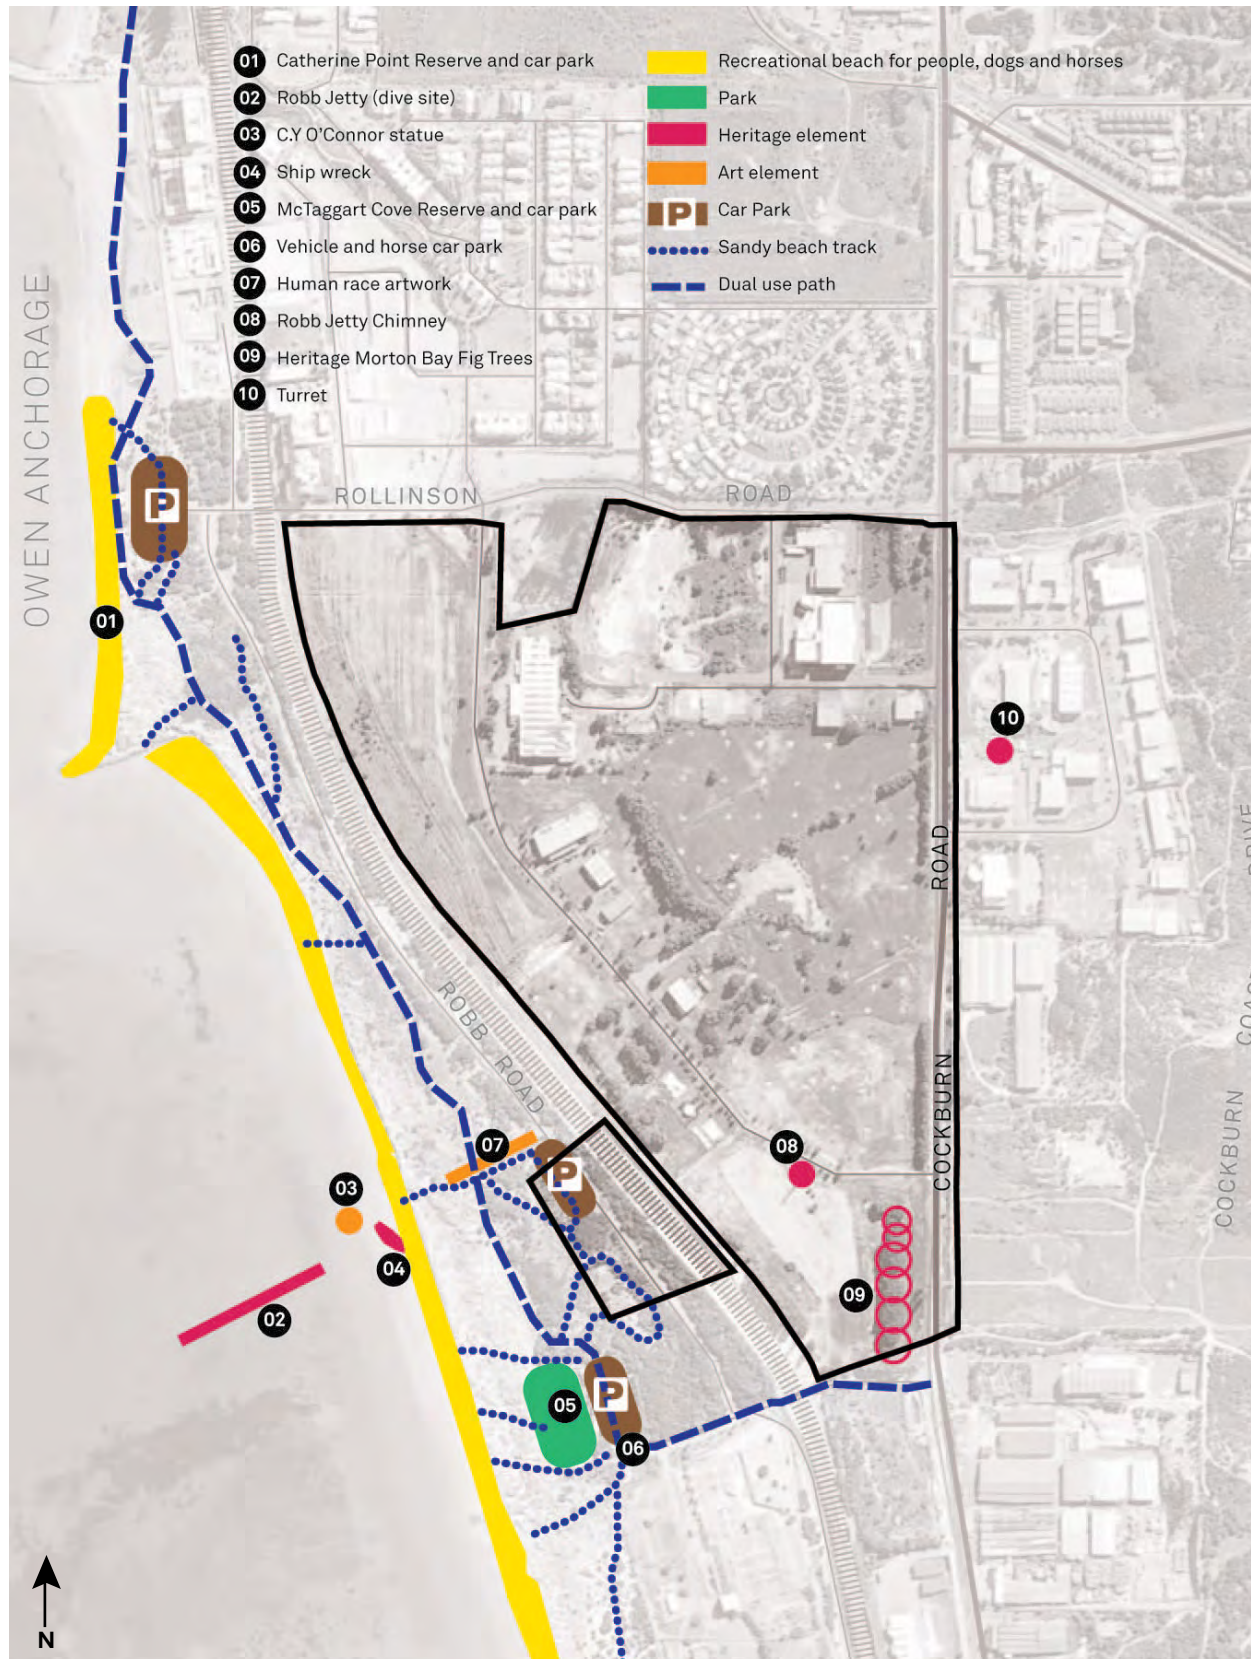 01 Catherine Point Reserve and car park
02 Robb Jetty (dive site)
03 C.Y O'Connor statue
04 Ship wreck
05 McTaggart Cove Reserve and car park
06 Vehicle and horse car park
07 Human race artwork
08 Robb Jetty Chimney
09 Heritage Morton Bay Fig Trees
10 Turret
Recreational beach for people, dogs and horses
Park
Heritage element
Art element
P Car Park
Sandy beach track
Dual use path
OWEN ANCHORAGE
ROLLINSON ROAD
P
01
10
COCKBURN ROAD
ROBB ROAD
07
P
08
03
04
02
09
05
P
06
COCKBURN
DRIVE
N